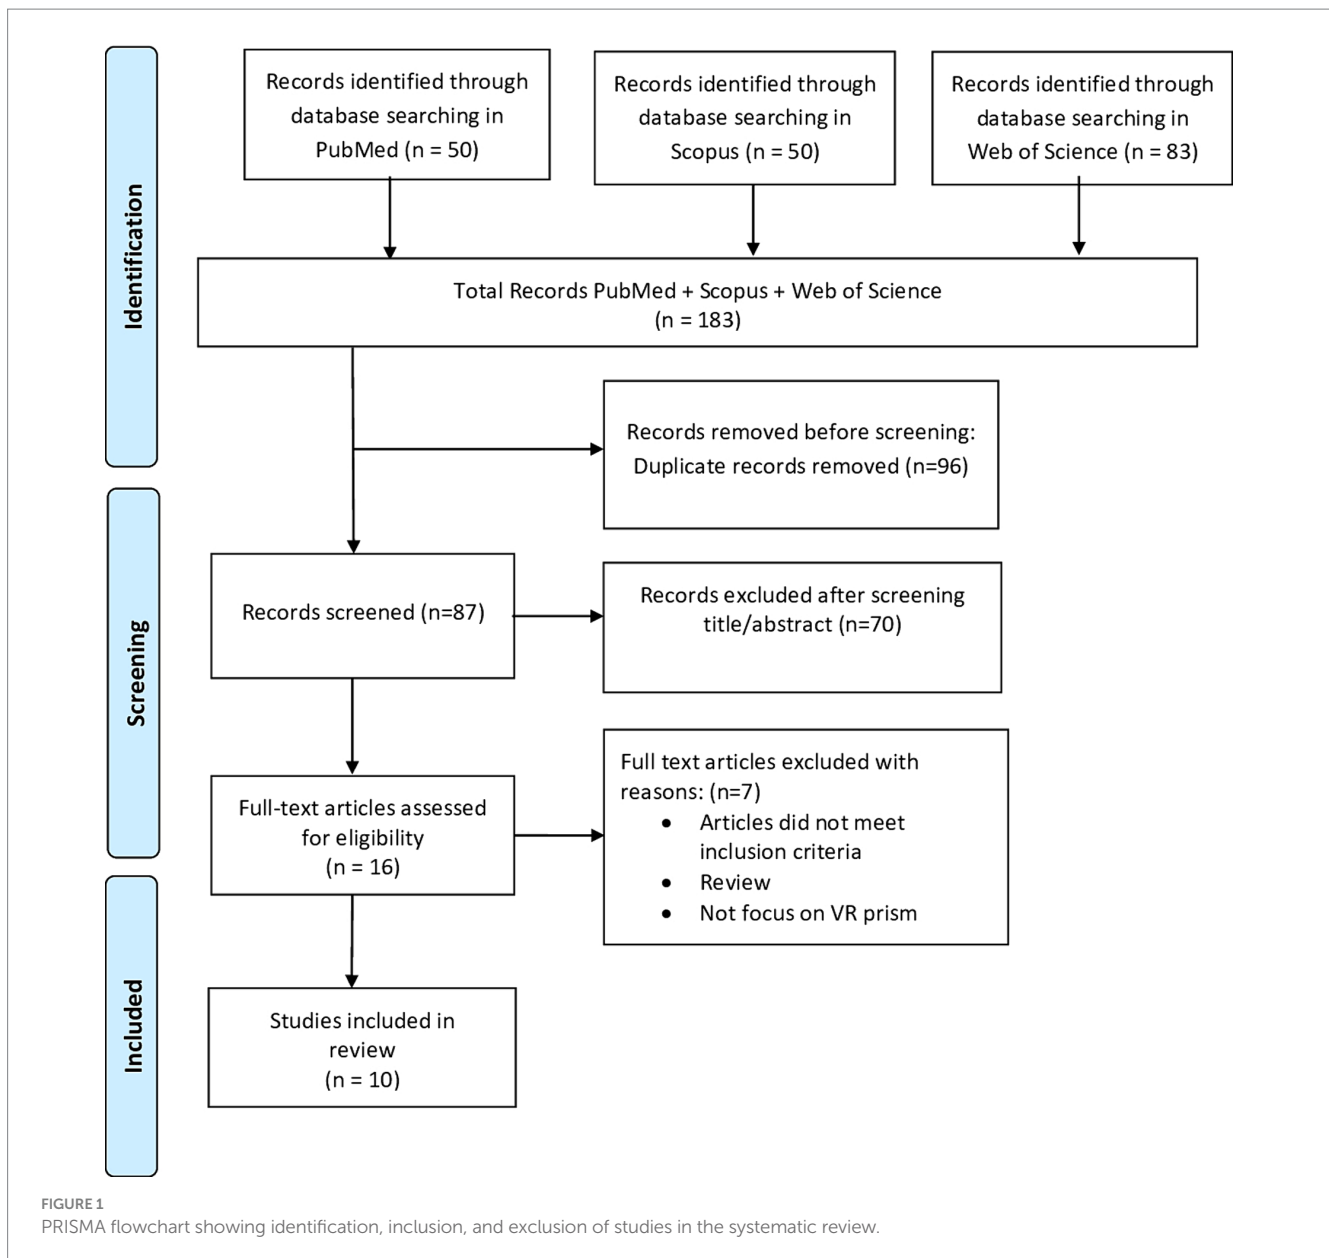 Identification
Records identified through
database searching in
PubMed (n = 50)
Records identified through
database searching in
Scopus (n = 50)
Records identified through
database searching in
Web of Science (n = 83)
Total Records PubMed + Scopus + Web of Science
(n = 183)
Records removed before screening:
Duplicate records removed (n=96)
Screening
Records screened (n=87)
Records excluded after screening
title/abstract (n=70)
Full-text articles assessed
for eligibility
(n = 16)
Full text articles excluded with
reasons: (n=7)
• Articles did not meet
inclusion criteria
• Review
• Not focus on VR prism
Included
Studies included in
review
(n = 10)
FIGURE 1
PRISMA flowchart showing identification, inclusion, and exclusion of studies in the systematic review.